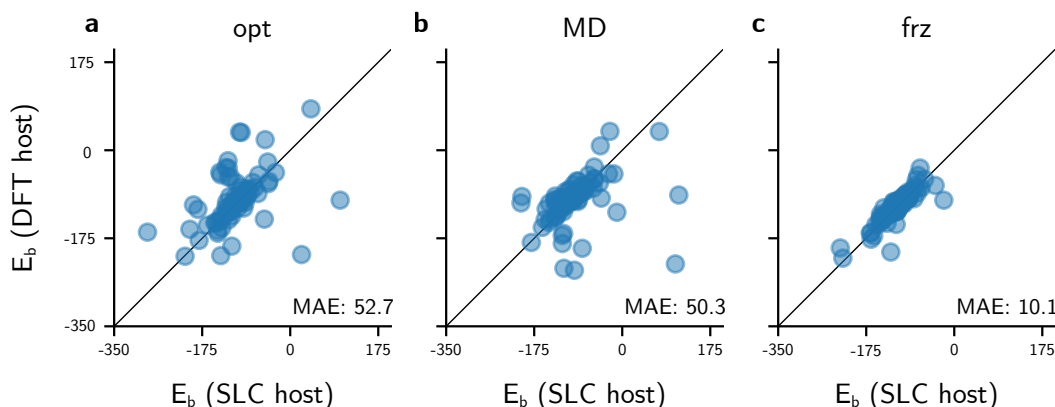 a opt
b MD
c frz
E_b (DFT host)
175
0
-175
-350
MAE: 52.7
MAE: 50.3
MAE: 10.1
-350 -175 0 175
-350 -175 0 175
-350 -175 0 175
E_b (SLC host)
E_b (SLC host)
E_b (SLC host)